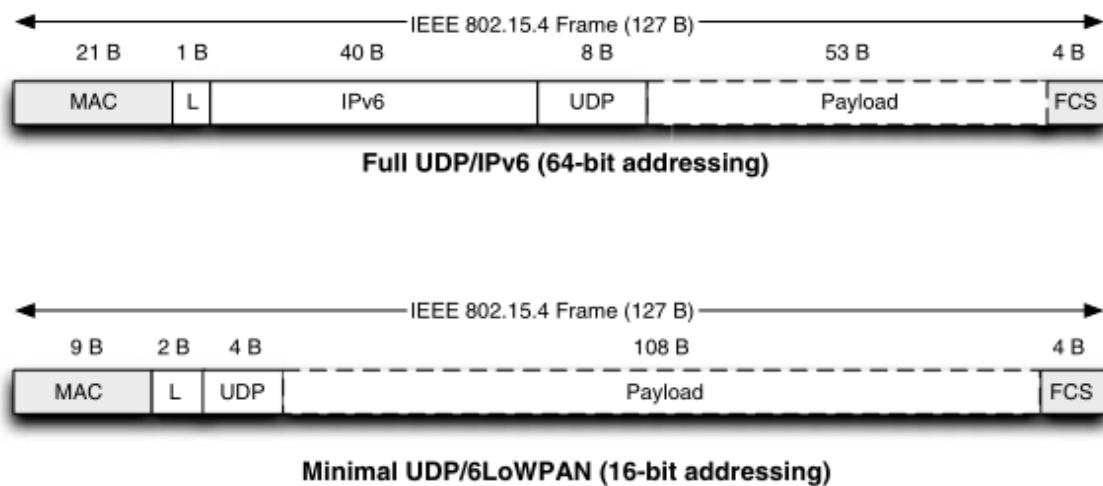 IEEE 802.15.4 Frame (127 B)
21 B 1 B 40 B 8 B 53 B 4 B
MAC L IPv6 UDP Payload FCS
Full UDP/IPv6 (64-bit addressing)
IEEE 802.15.4 Frame (127 B)
9 B 2 B 4 B 108 B 4 B
MAC L UDP Payload FCS
Minimal UDP/6LoWPAN (16-bit addressing)